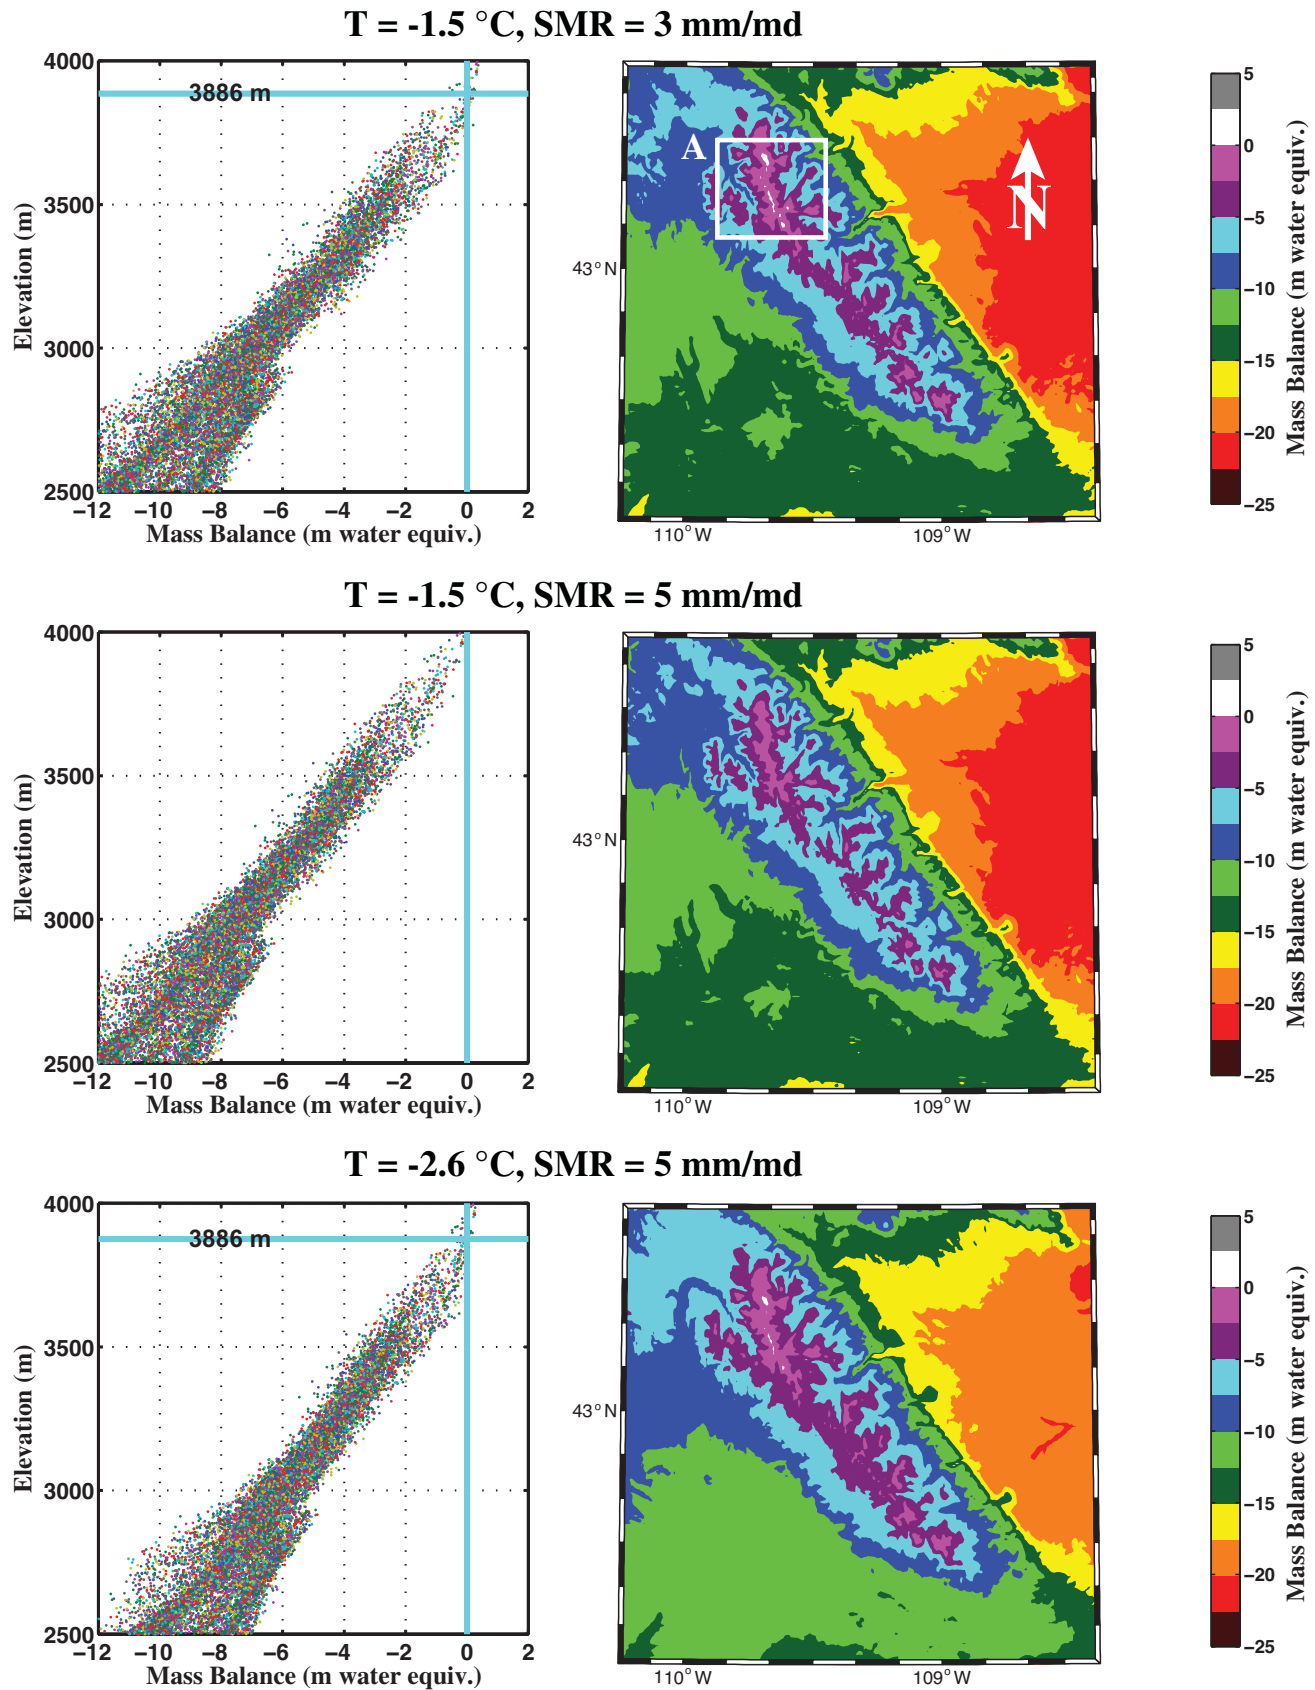 T = -1.5 °C, SMR = 3 mm/md
4000
3500
3000
2500
Elevation (m)
3886 m
−12 −10 −8 −6 −4 −2 0 2
Mass Balance (m water equiv.)
A
N
43°N
110°W 109°W
5
0
−5
−10
−15
−20
−25
Mass Balance (m water equiv.)
T = -1.5 °C, SMR = 5 mm/md
4000
3500
3000
2500
Elevation (m)
−12 −10 −8 −6 −4 −2 0 2
Mass Balance (m water equiv.)
43°N
110°W 109°W
5
0
−5
−10
−15
−20
−25
Mass Balance (m water equiv.)
T = -2.6 °C, SMR = 5 mm/md
4000
3500
3000
2500
Elevation (m)
3886 m
−12 −10 −8 −6 −4 −2 0 2
Mass Balance (m water equiv.)
43°N
110°W 109°W
5
0
−5
−10
−15
−20
−25
Mass Balance (m water equiv.)